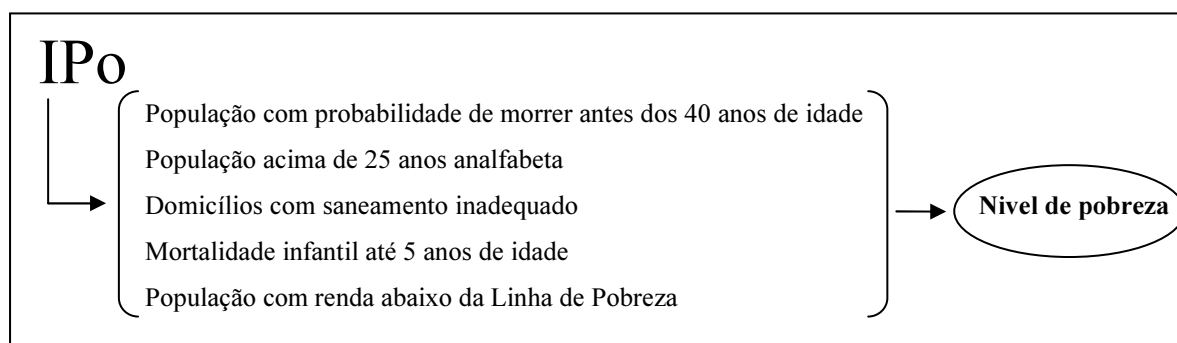 IPo
População com probabilidade de morrer antes dos 40 anos de idade
População acima de 25 anos analfabeta
Domicílios com saneamento inadequado
Mortalidade infantil até 5 anos de idade
População com renda abaixo da Linha de Pobreza
Nivel de pobreza